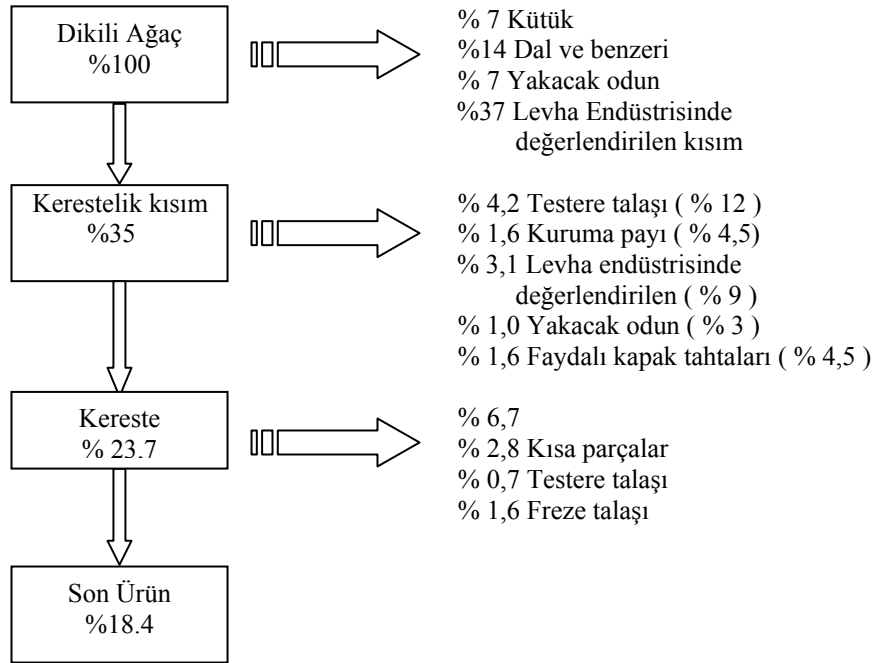 Dikili Ağaç
%100
% 7 Kütük
%14 Dal ve benzeri
% 7 Yakacak odun
%37 Levha Endüstrisinde
değerlendirilen kısım
Kerestelik kısım
%35
% 4,2 Testere talaşı ( % 12 )
% 1,6 Kuruma payı ( % 4,5)
% 3,1 Levha endüstrisinde
değerlendirilen ( % 9 )
% 1,0 Yakacak odun ( % 3 )
% 1,6 Faydalı kapak tahtaları ( % 4,5 )
Kereste
% 23.7
% 6,7
% 2,8 Kısa parçalar
% 0,7 Testere talaşı
% 1,6 Freze talaşı
Son Ürün
%18.4